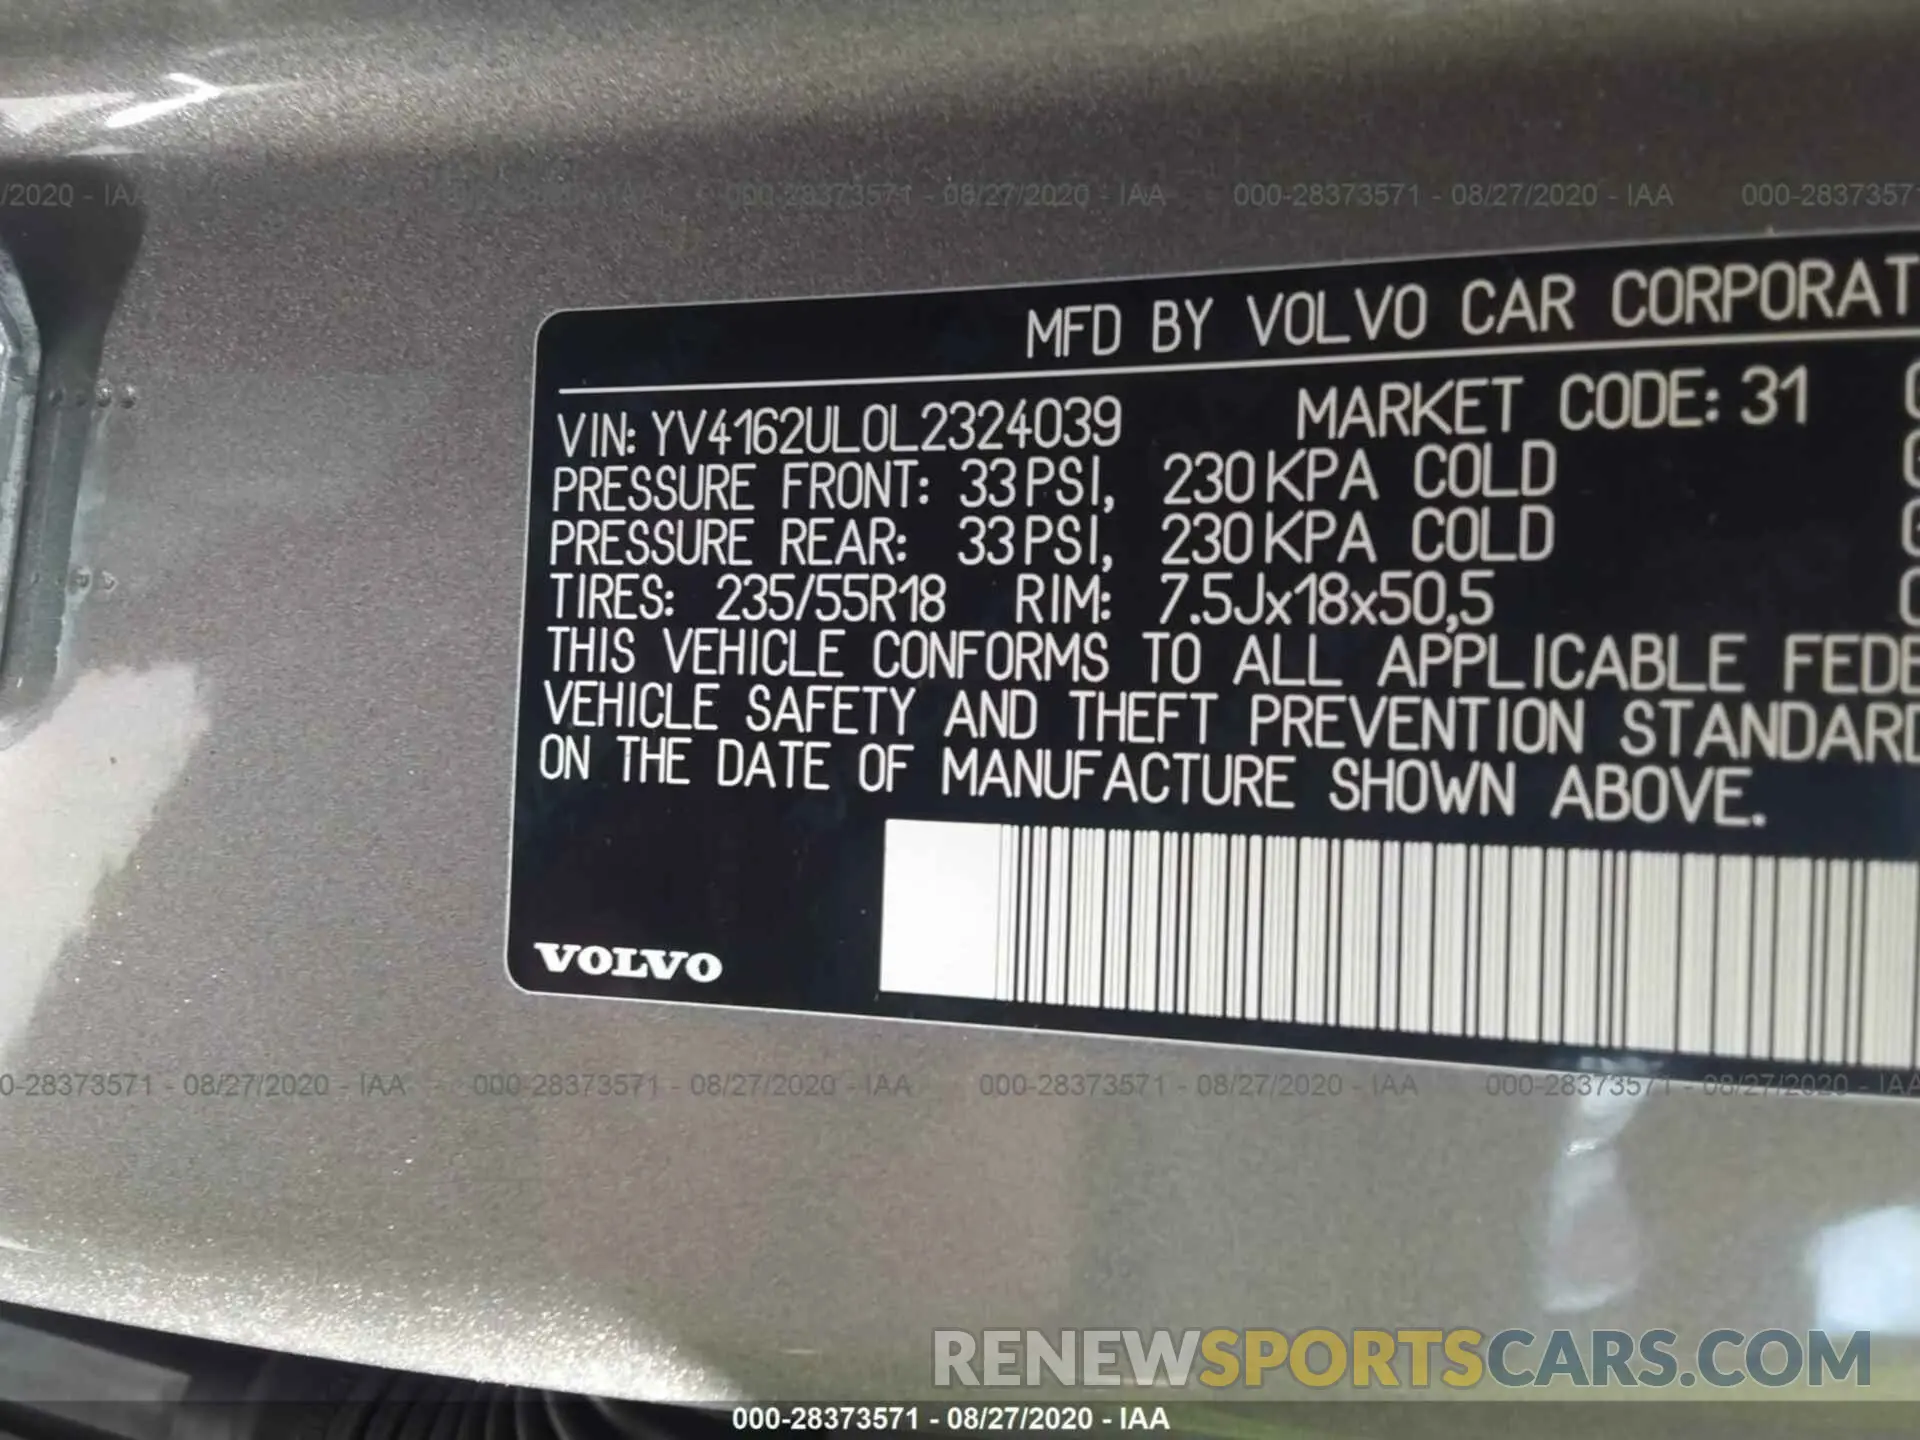 /2020 - IAA 000-28373571 - 08/27/2020 - IAA 000-28373571 - 08/27/2020 - IAA 000-2837357
MFD BY VOLVO CAR CORPORAT
VIN: YV4162UL0L2324039 MARKET CODE: 31
PRESSURE FRONT: 33 PSI, 230 KPA COLD
PRESSURE REAR: 33 PSI, 230 KPA COLD
TIRES: 235/55R18 RIM: 7.5Jx18x50,5
THIS VEHICLE CONFORMS TO ALL APPLICABLE FEDE
VEHICLE SAFETY AND THEFT PREVENTION STANDARD
ON THE DATE OF MANUFACTURE SHOWN ABOVE.
VOLVO
0-28373571 - 08/27/2020 - IAA 000-28373571 - 08/27/2020 - IAA 000-28373571 - 08/27/2020 - IAA 000-28373571 - 08/27/2020 - IAA
RENEWSPORTSCARS.COM
000-28373571 - 08/27/2020 - IAA